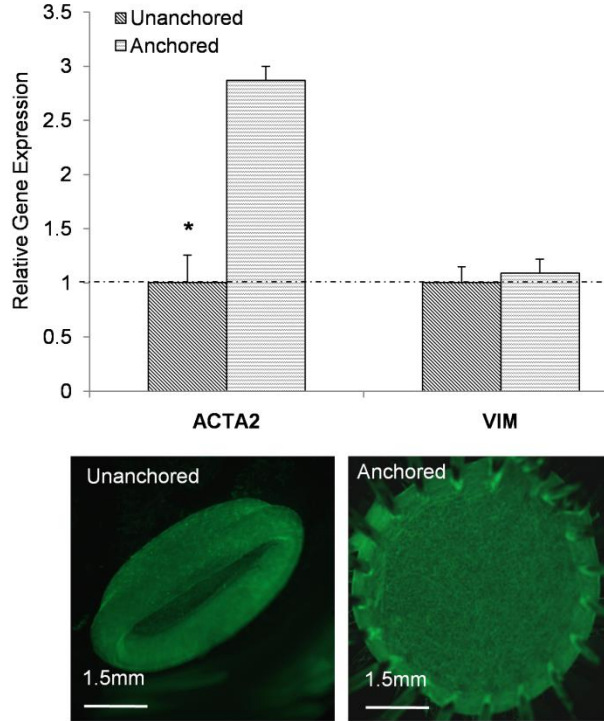 Unanchored
Anchored
Relative Gene Expression
3.5
3
2.5
2
1.5
1
0.5
0
*
ACTA2
VIM
Unanchored
Anchored
1.5mm
1.5mm